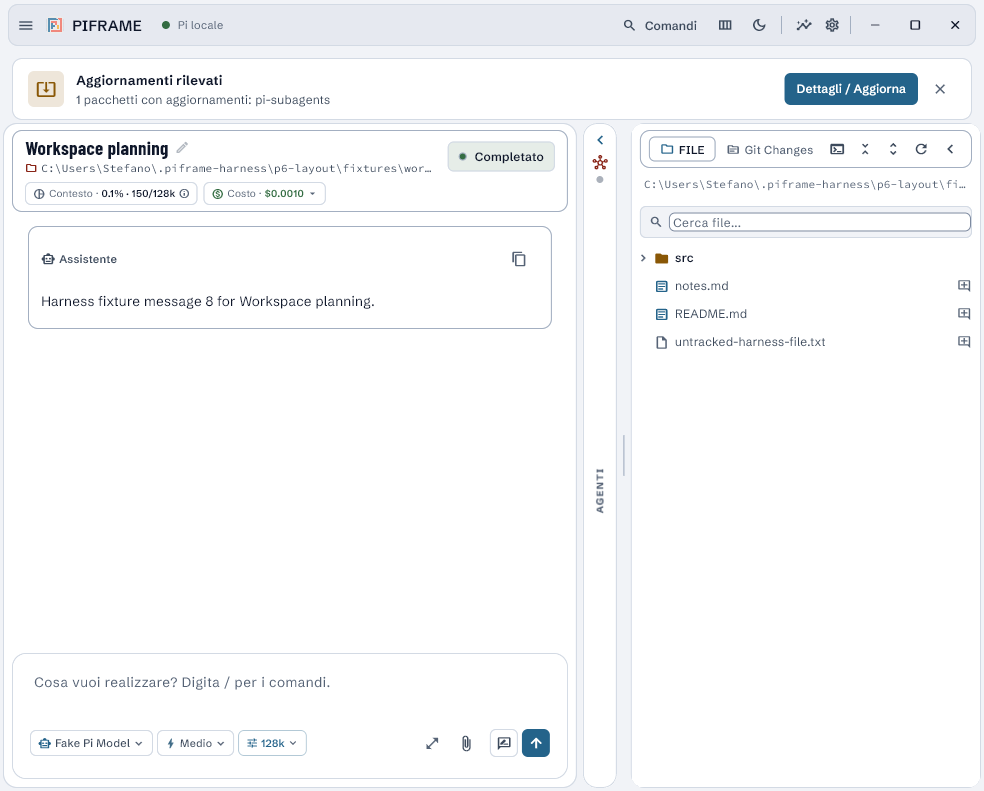 PIFRAME
Pi locale
Comandi
Aggiornamenti rilevati
1 pacchetti con aggiornamenti: pi-subagents
Dettagli / Aggiorna
Workspace planning
C:\Users\Stefano\.piframe-harness\p6-layout\fixtures\wor…
Completato
Contesto · 0.1% · 150/128k
Costo · $0.0010
Assistente
Harness fixture message 8 for Workspace planning.
Cosa vuoi realizzare? Digita / per i comandi.
Fake Pi Model
Medio
128k
AGENTI
FILE
Git Changes
C:\Users\Stefano\.piframe-harness\p6-layout\fi…
Cerca file...
src
notes.md
README.md
untracked-harness-file.txt